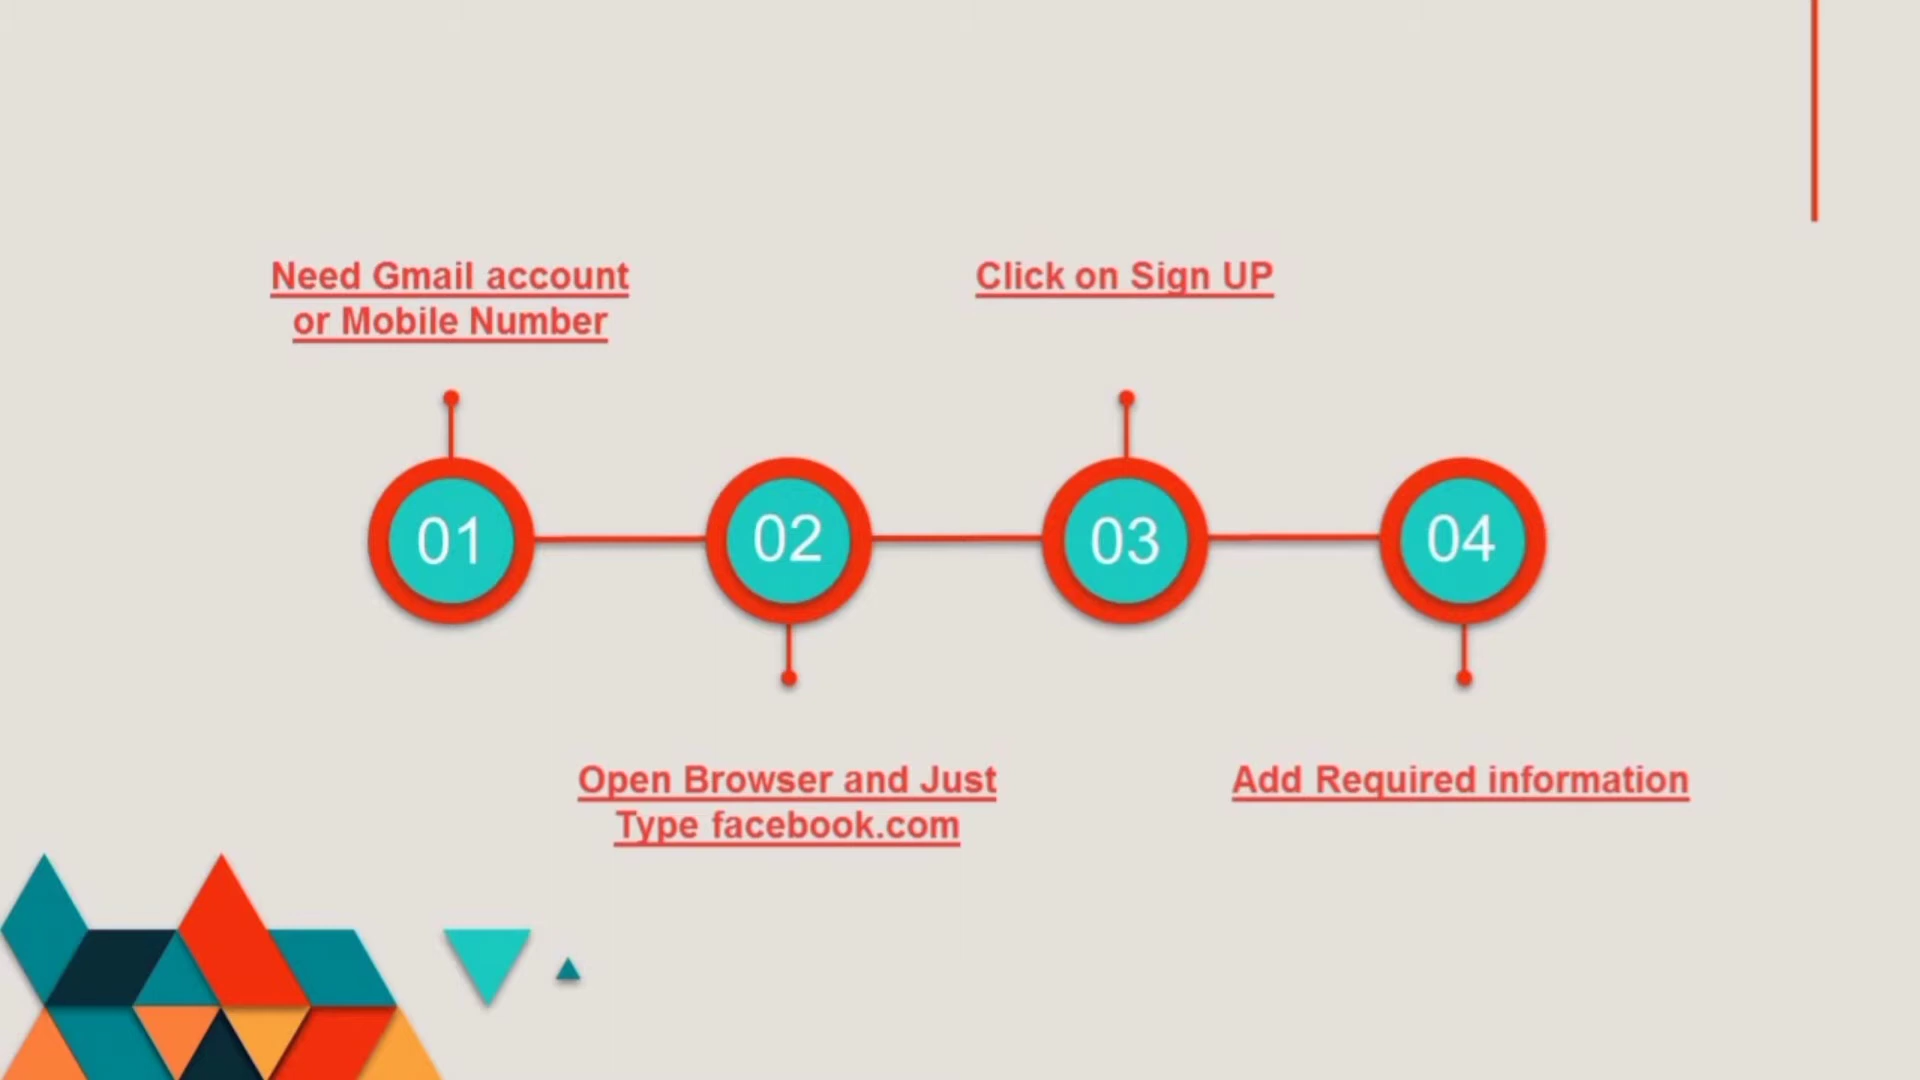 Need Gmail account
or Mobile Number
Click on Sign UP
01
02
03
04
Open Browser and Just
Type facebook.com
Add Required information